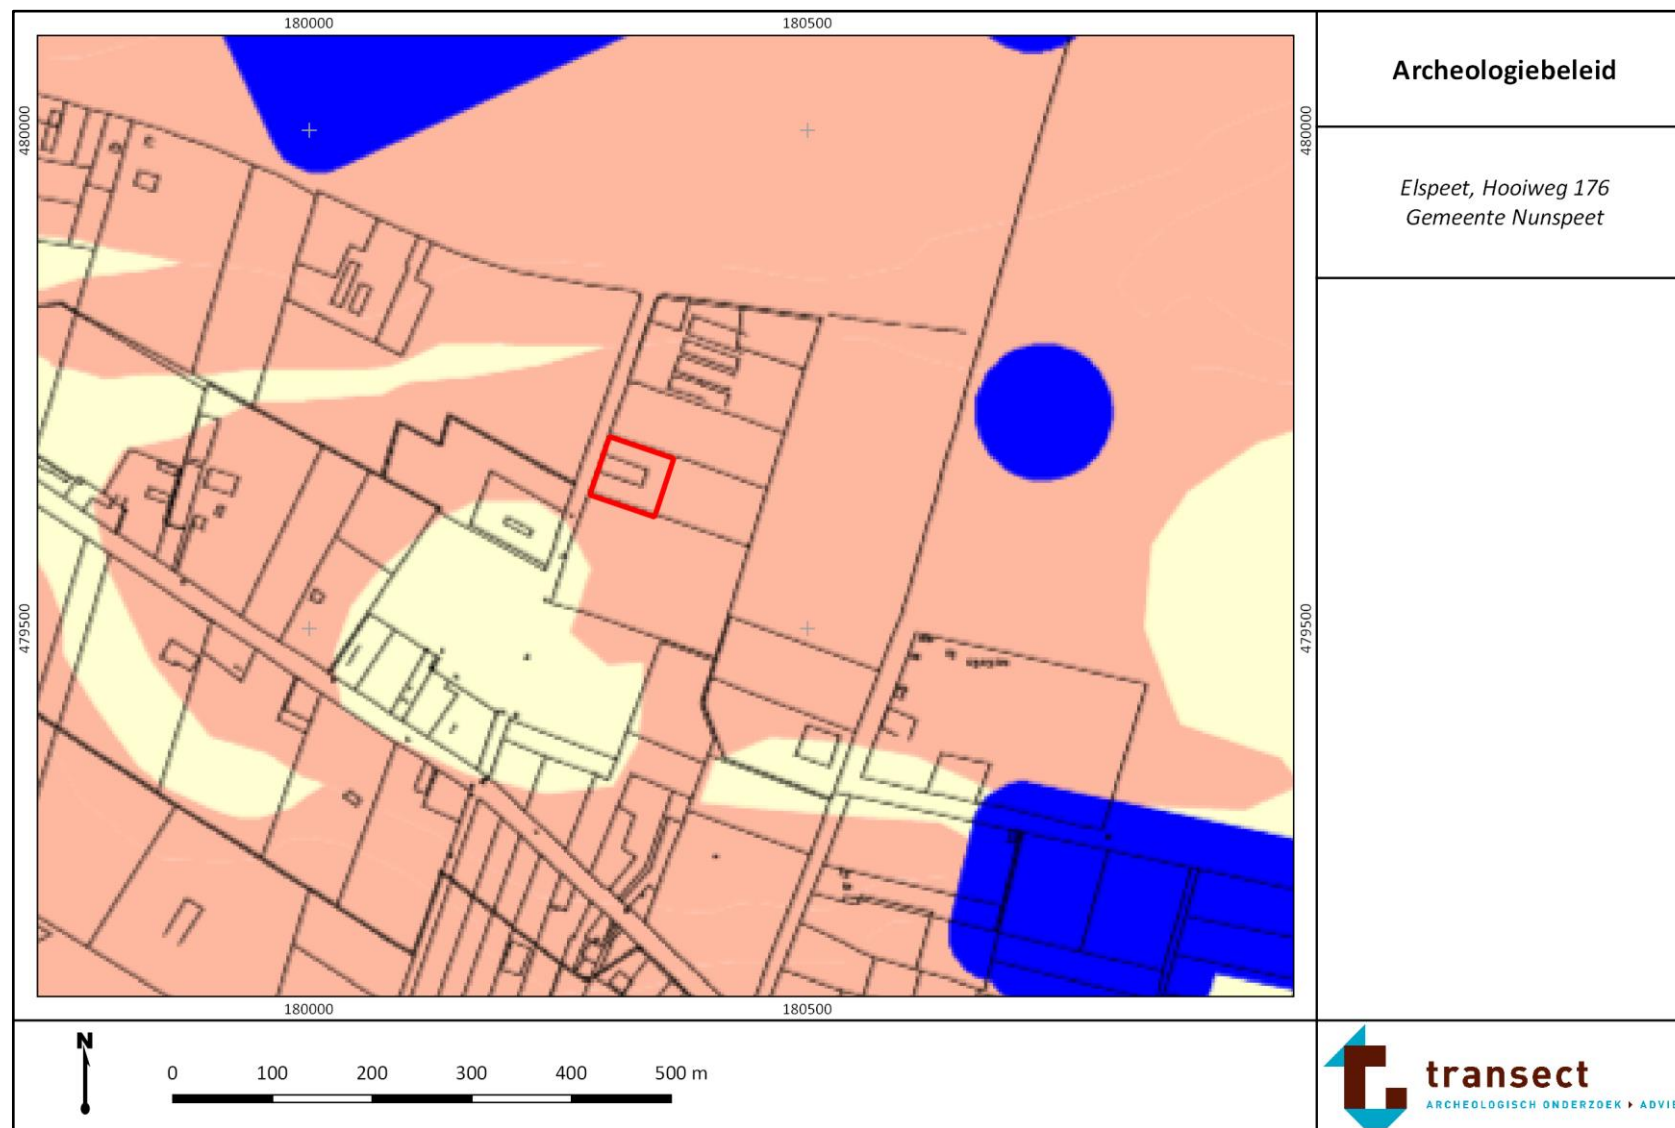 180000 180500
480000 480000
479500 479500
180000 180500
Archeologiebeleid
Elspeet, Hooiweg 176
Gemeente Nunspeet
N
0 100 200 300 400 500 m
transect
ARCHEOLOGISCH ONDERZOEK ▸ ADVIE